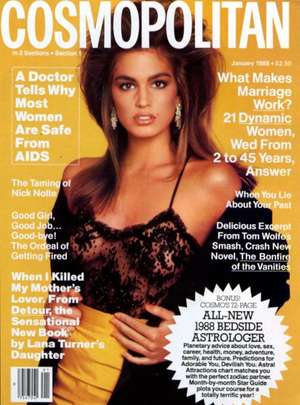 COSMOPOLITAN
In 2 Sections • Section 1
January 1988 • $2.50
A Doctor
Tells Why
Most
Women
Are Safe
From
AIDS
The Taming of
Nick Nolte
Good Girl,
Good Job...
Good-bye!
The Ordeal of
Getting Fired
When I Killed
My Mother's
Lover. From
Detour, the
Sensational
New Book
by Lana Turner's
Daughter
What Makes
Marriage
Work?
21 Dynamic
Women,
Wed From
2 to 45 Years,
Answer
When You Lie
About Your Past
Delicious Excerpt
From Tom Wolfe's
Smash, Crash New
Novel, The Bonfire
of the Vanities
BONUS:
COSMO'S 72-PAGE
ALL-NEW
1988 BEDSIDE
ASTROLOGER
Planetary advice about love, sex,
career, health, money, adventure,
family, and future. Predictions for
Adorable You, Devilish You. Astral
Attractions chart matches you
with the perfect zodiac partner.
Month-by-month Star Guide
plots your course for a
totally terrific year!